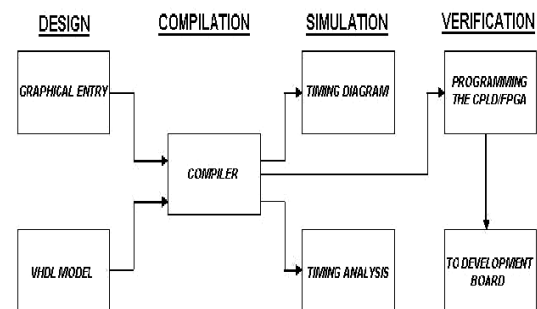 DESIGN
COMPILATION
SIMULATION
VERIFICATION
GRAPHICAL ENTRY
TIMING DIAGRAM
PROGRAMMING
THE CPLD/FPGA
COMPILER
VHDL MODEL
TIMING ANALYSIS
TO DEVELOPMENT
BOARD